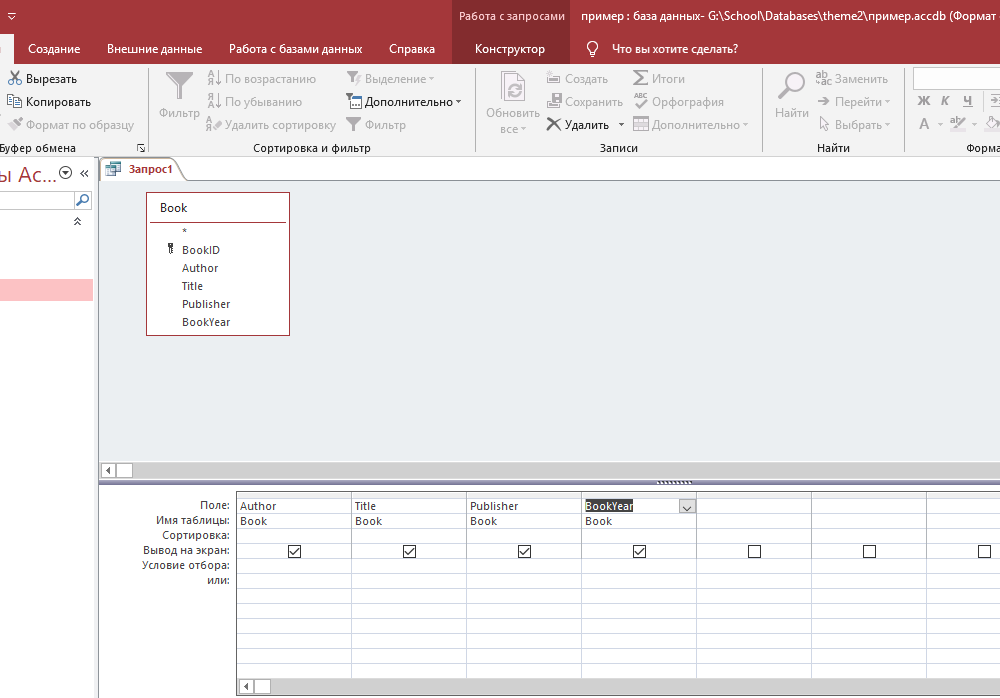 Работа с запросами
пример : база данных- G:\School\Databases\theme2\пример.accdb (Формат
Создание Внешние данные Работа с базами данных Справка Конструктор Что вы хотите сделать?
Вырезать
Копировать
Формат по образцу
Буфер обмена
Фильтр
По возрастанию
По убыванию
Удалить сортировку
Выделение
Дополнительно
Фильтр
Сортировка и фильтр
Обновить
все
Создать
Сохранить
Удалить
Итоги
Орфография
Дополнительно
Записи
Найти
Заменить
Перейти
Выбрать
Найти
Ж К Ч
А
Форма
ы Ас...
Запрос1
Book
*
BookID
Author
Title
Publisher
BookYear
Поле: Author Title Publisher BookYear
Имя таблицы: Book Book Book Book
Сортировка:
Вывод на экран:
Условие отбора:
или: